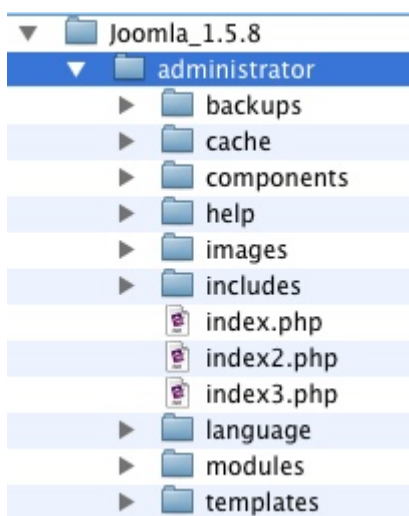 Joomla_1.5.8
administrator
backups
cache
components
help
images
includes
index.php
index2.php
index3.php
language
modules
templates